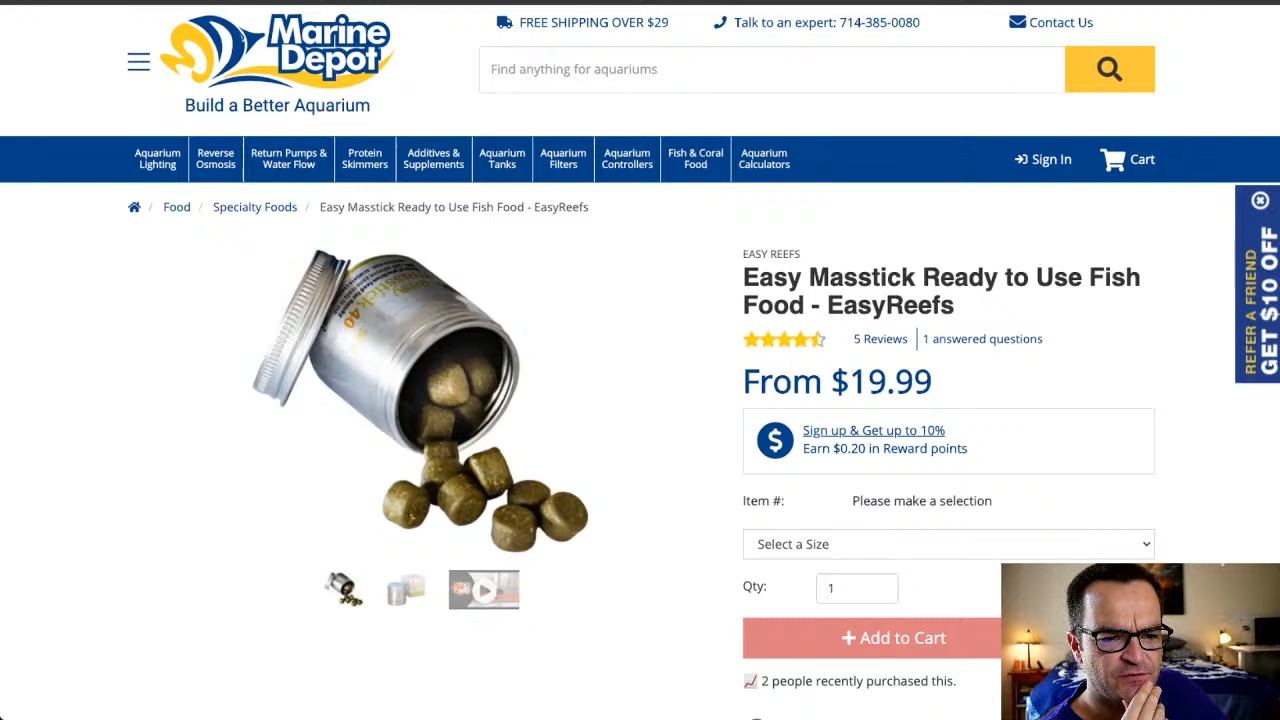 Marine
Depot
Build a Better Aquarium
FREE SHIPPING OVER $29
Talk to an expert: 714-385-0080
Contact Us
Find anything for aquariums
Aquarium
Lighting
Reverse
Osmosis
Return Pumps &
Water Flow
Protein
Skimmers
Additives &
Supplements
Aquarium
Tanks
Aquarium
Filters
Aquarium
Controllers
Fish & Coral
Food
Aquarium
Calculators
Sign In
Cart
/ Food / Specialty Foods / Easy Masstick Ready to Use Fish Food - EasyReefs
REFER A FRIEND
GET $10 OFF
EASY REEFS
Easy Masstick Ready to Use Fish
Food - EasyReefs
5 Reviews
1 answered questions
From $19.99
$
Sign up & Get up to 10%
Earn $0.20 in Reward points
Item #:
Please make a selection
Select a Size
Qty:
1
+ Add to Cart
2 people recently purchased this.